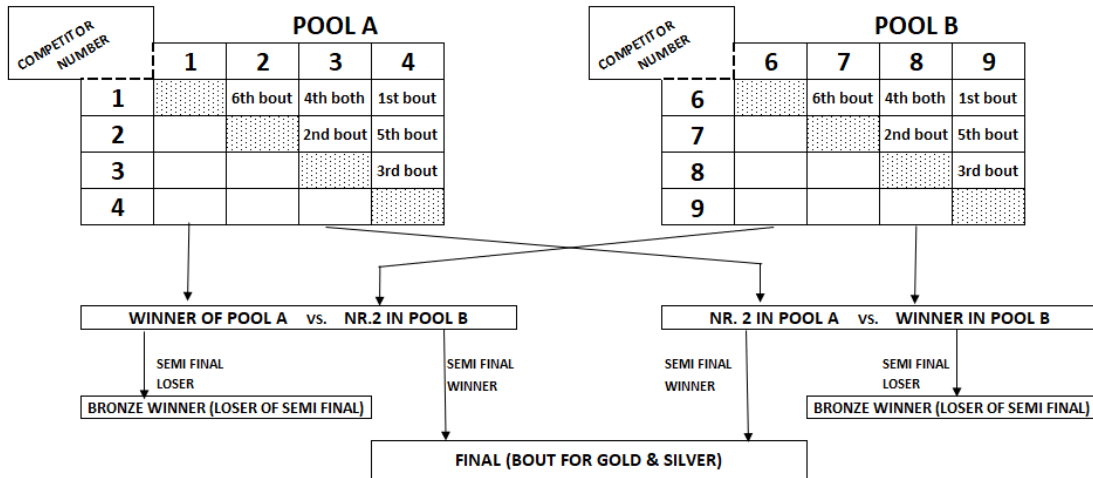 COMPETITOR NUMBER
POOL A
1 2 3 4
1 6th bout 4th both 1st bout
2 2nd bout 5th bout
3 3rd bout
4
COMPETITOR NUMBER
POOL B
6 7 8 9
6 6th bout 4th both 1st bout
7 2nd bout 5th bout
8 3rd bout
9
WINNER OF POOL A vs. NR.2 IN POOL B
NR. 2 IN POOL A vs. WINNER IN POOL B
SEMI FINAL
LOSER
SEMI FINAL
WINNER
SEMI FINAL
WINNER
SEMI FINAL
LOSER
BRONZE WINNER (LOSER OF SEMI FINAL)
BRONZE WINNER (LOSER OF SEMI FINAL)
FINAL (BOUT FOR GOLD & SILVER)